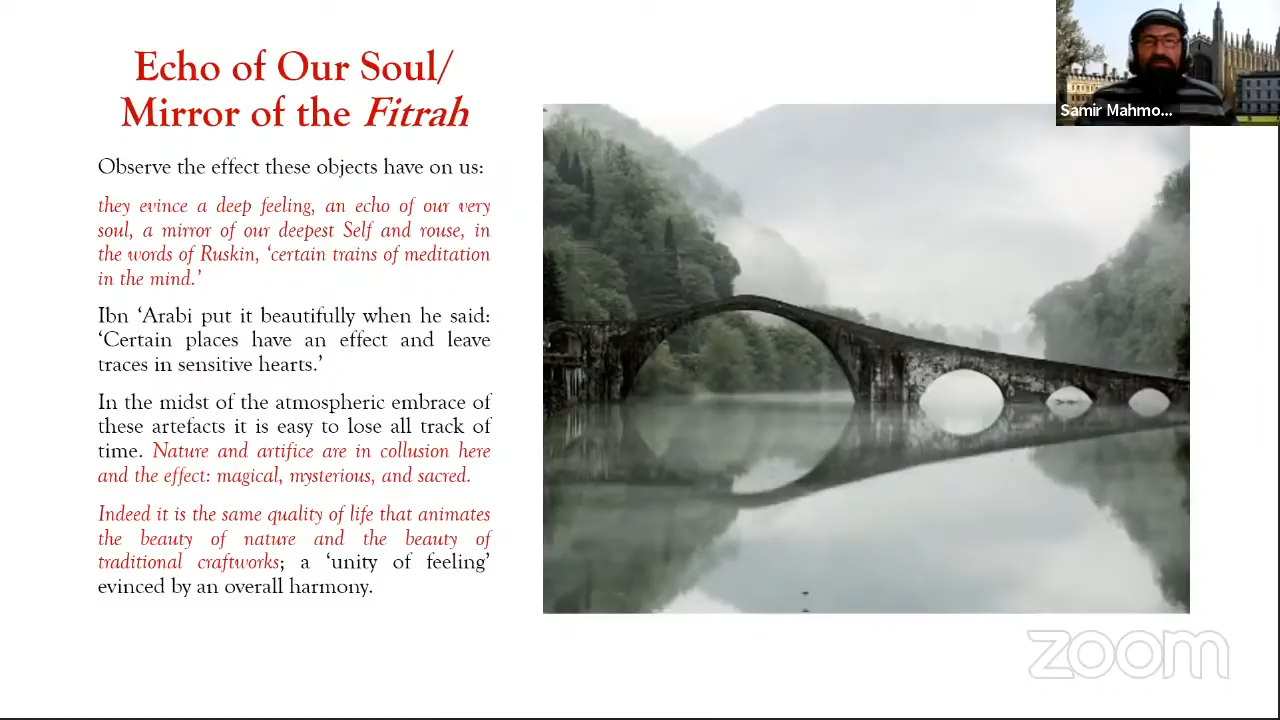 Echo of Our Soul/
Mirror of the Fitrah
Observe the effect these objects have on us:
they evince a deep feeling, an echo of our very
soul, a mirror of our deepest Self and rouse, in
the words of Ruskin, ‘certain trains of meditation
in the mind.’
Ibn ‘Arabi put it beautifully when he said:
‘Certain places have an effect and leave
traces in sensitive hearts.’
In the midst of the atmospheric embrace of
these artefacts it is easy to lose all track of
time. Nature and artifice are in collusion here
and the effect: magical, mysterious, and sacred.
Indeed it is the same quality of life that animates
the beauty of nature and the beauty of
traditional craftworks; a ‘unity of feeling’
evinced by an overall harmony.
Samir Mahmo...
zoom